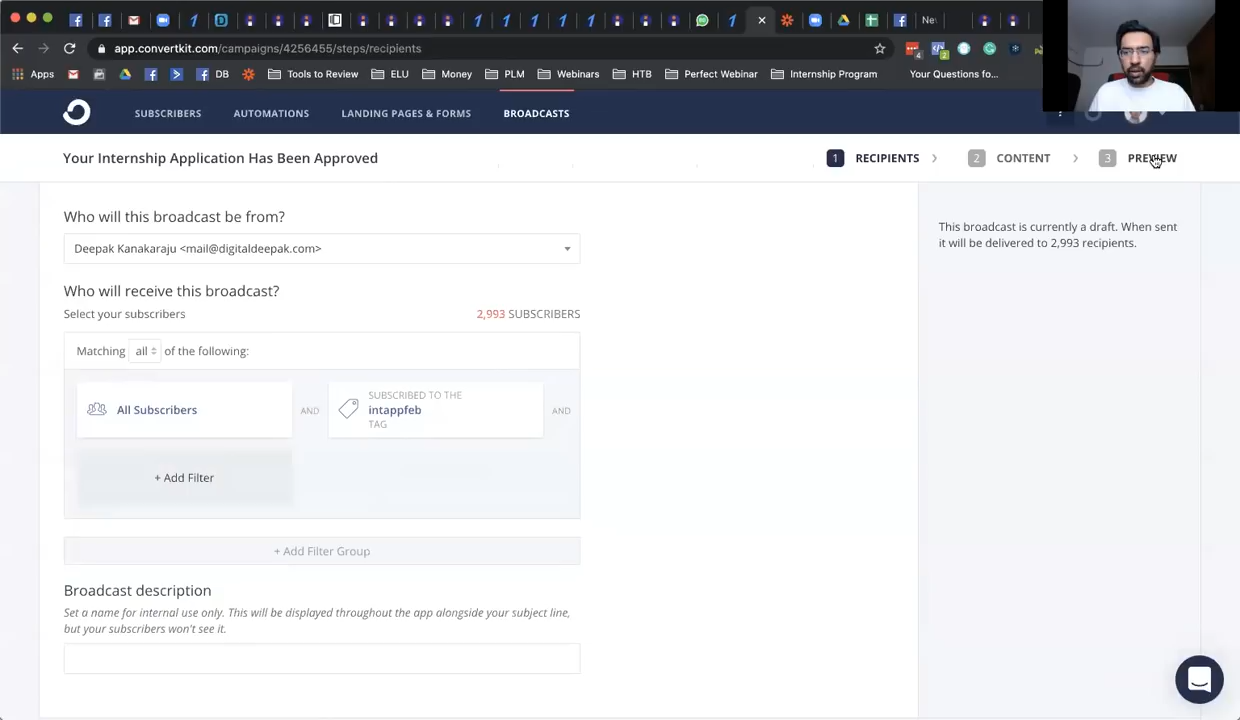 Ne
app.convertkit.com/campaigns/4256455/steps/recipients
4
2
Apps
DB
Tools to Review
ELU
Money
PLM
Webinars
HTB
Perfect Webinar
Internship Program
Your Questions fo...
SUBSCRIBERS
AUTOMATIONS
LANDING PAGES & FORMS
BROADCASTS
?
Your Internship Application Has Been Approved
1 RECIPIENTS
2 CONTENT
3 PREVIEW
Who will this broadcast be from?
Deepak Kanakaraju <mail@digitaldeepak.com>
This broadcast is currently a draft. When sent
it will be delivered to 2,993 recipients.
Who will receive this broadcast?
Select your subscribers
2,993 SUBSCRIBERS
Matching all of the following:
All Subscribers
AND
SUBSCRIBED TO THE
intappfeb
TAG
AND
+ Add Filter
+ Add Filter Group
Broadcast description
Set a name for internal use only. This will be displayed throughout the app alongside your subject line,
but your subscribers won't see it.